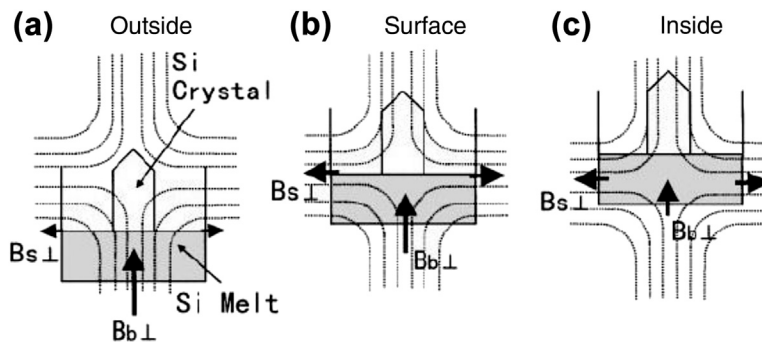 (a) Outside
Si
Crystal
Bs⊥
Si Melt
Bb⊥
(b) Surface
Bs⊥
Bb⊥
(c) Inside
Bs⊥
Bb⊥